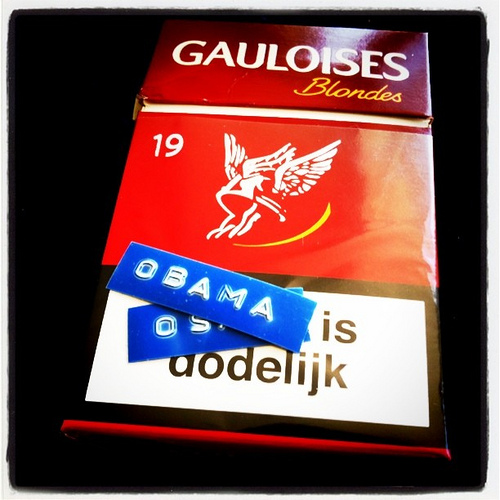 GAULOISES
Blondes
19
OBAMA
OS
is
dodelijk